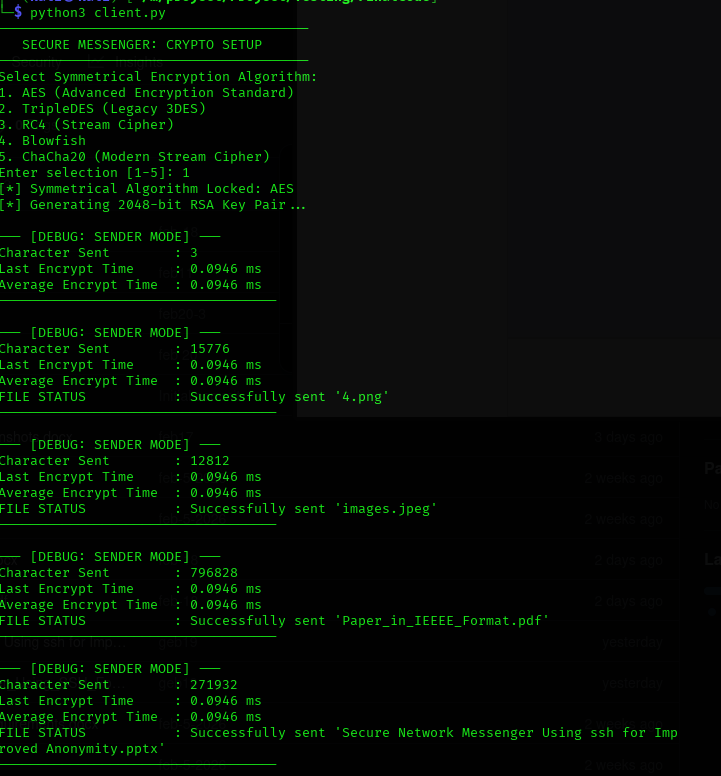 $ python3 client.py
SECURE MESSENGER: CRYPTO SETUP
Select Symmetrical Encryption Algorithm:
1. AES (Advanced Encryption Standard)
2. TripleDES (Legacy 3DES)
3. RC4 (Stream Cipher)
4. Blowfish
5. ChaCha20 (Modern Stream Cipher)
Enter selection [1-5]: 1
[*] Symmetrical Algorithm Locked: AES
[*] Generating 2048-bit RSA Key Pair...
── [DEBUG: SENDER MODE] ──
Character Sent : 3
Last Encrypt Time : 0.0946 ms
Average Encrypt Time : 0.0946 ms
── [DEBUG: SENDER MODE] ──
Character Sent : 15776
Last Encrypt Time : 0.0946 ms
Average Encrypt Time : 0.0946 ms
FILE STATUS : Successfully sent '4.png'
── [DEBUG: SENDER MODE] ──
Character Sent : 12812
Last Encrypt Time : 0.0946 ms
Average Encrypt Time : 0.0946 ms
FILE STATUS : Successfully sent 'images.jpeg'
── [DEBUG: SENDER MODE] ──
Character Sent : 796828
Last Encrypt Time : 0.0946 ms
Average Encrypt Time : 0.0946 ms
FILE STATUS : Successfully sent 'Paper_in_IEEEE_Format.pdf'
── [DEBUG: SENDER MODE] ──
Character Sent : 271932
Last Encrypt Time : 0.0946 ms
Average Encrypt Time : 0.0946 ms
FILE STATUS : Successfully sent 'Secure Network Messenger Using ssh for Imp
roved Anonymity.pptx'
3 days ago
2 weeks ago
2 weeks ago
2 days ago
2 days ago
Using ssh for Imp...
yesterday
yesterday
2 weeks ago